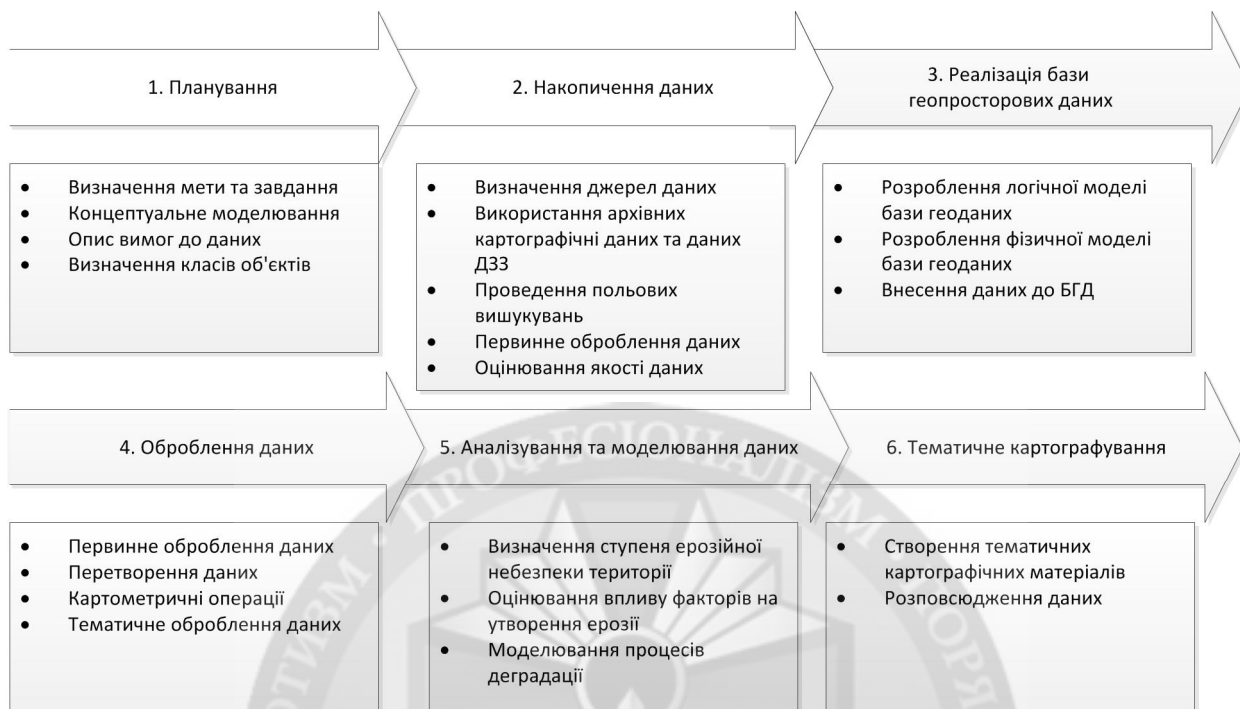 1. Планування
2. Накопичення даних
3. Реалізація бази
геопросторових даних
• Визначення мети та завдання
• Концептуальне моделювання
• Опис вимог до даних
• Визначення класів об'єктів
• Визначення джерел даних
• Використання архівних
картографічні даних та даних
ДЗЗ
• Проведення польових
вишукувань
• Первинне оброблення даних
• Оцінювання якості даних
• Розроблення логічної моделі
бази геоданих
• Розроблення фізичної моделі
бази геоданих
• Внесення даних до БГД
4. Оброблення даних
5. Аналізування та моделювання даних
6. Тематичне картографування
• Первинне оброблення даних
• Перетворення даних
• Картометричні операції
• Тематичне оброблення даних
• Визначення ступеня ерозійної
небезпеки території
• Оцінювання впливу факторів на
утворення ерозії
• Моделювання процесів
деградації
• Створення тематичних
картографічних матеріалів
• Розповсюдження даних
ПРОФЕСІОНАЛІЗМ